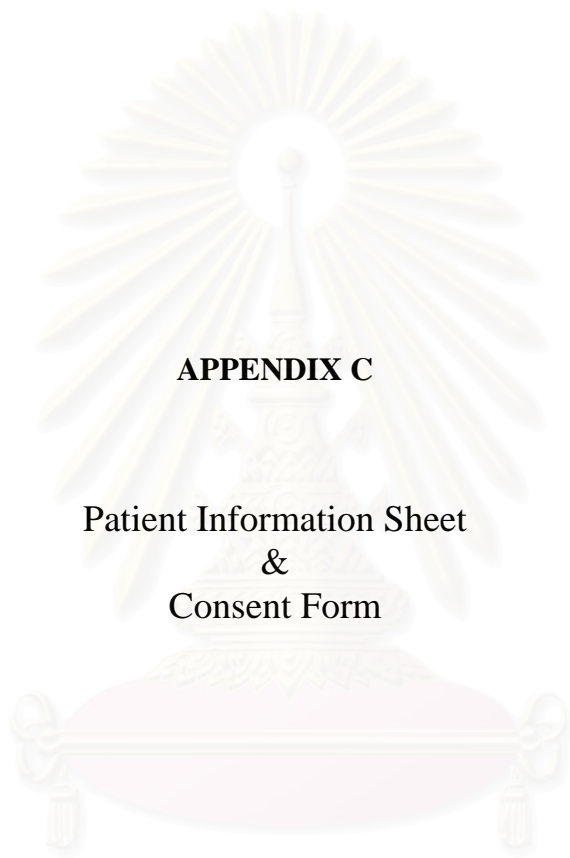 APPENDIX C
Patient Information Sheet
&
Consent Form